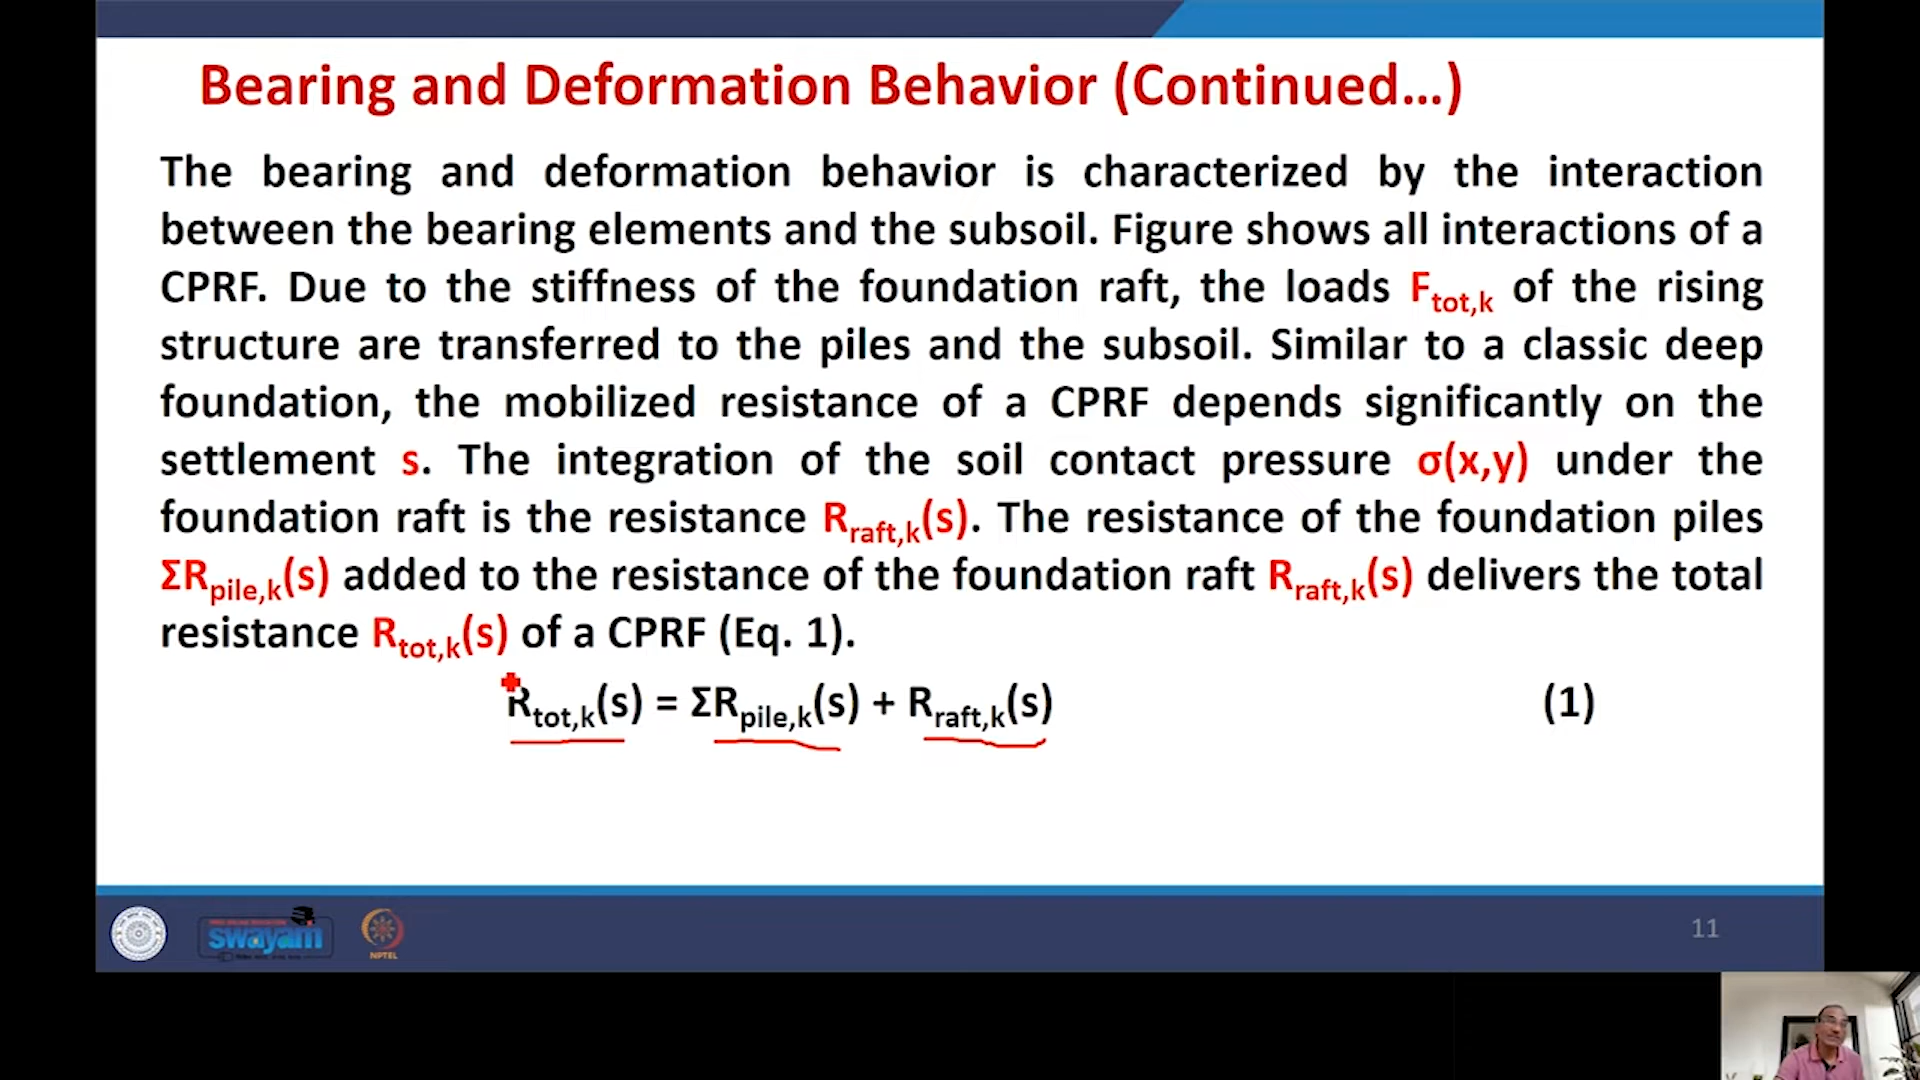 Bearing and Deformation Behavior (Continued...)
The bearing and deformation behavior is characterized by the interaction
between the bearing elements and the subsoil. Figure shows all interactions of a
CPRF. Due to the stiffness of the foundation raft, the loads Ftot,k of the rising
structure are transferred to the piles and the subsoil. Similar to a classic deep
foundation, the mobilized resistance of a CPRF depends significantly on the
settlement s. The integration of the soil contact pressure σ(x,y) under the
foundation raft is the resistance Rraft,k(s). The resistance of the foundation piles
ΣRpile,k(s) added to the resistance of the foundation raft Rraft,k(s) delivers the total
resistance Rtot,k(s) of a CPRF (Eq. 1).
Rtot,k(s) = ΣRpile,k(s) + Rraft,k(s) (1)
swayam
NPTEL
11